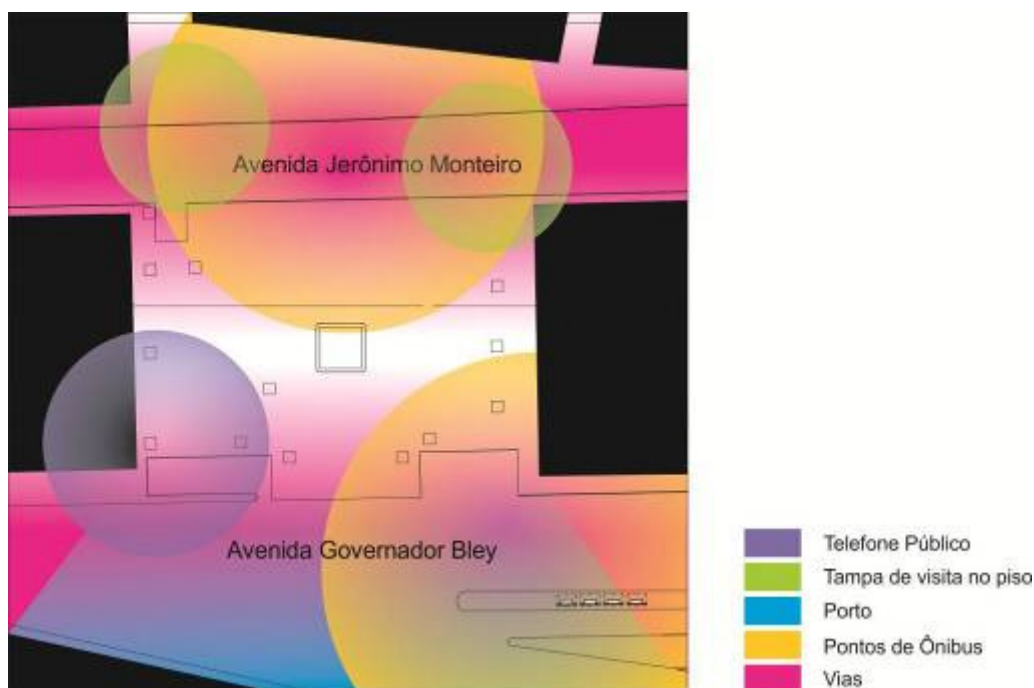 Avenida Jerônimo Monteiro
Avenida Governador Bley
Telefone Público
Tampa de visita no piso
Porto
Pontos de Ônibus
Vias